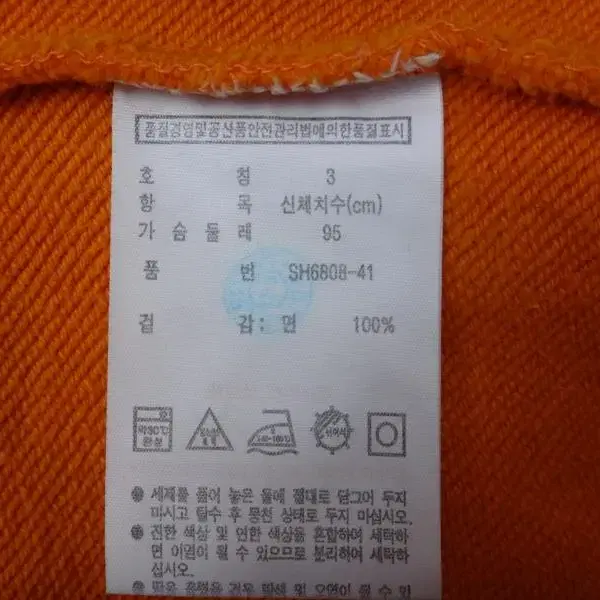 품질경영및공산품안전관리법에의한품질표시
호 칭 3
항 목 신체치수(cm)
가 슴 둘 레 95
품 번 SH6808-41
겉 감: 면 100%
약30℃
중성
● 세제를 풀어 놓은 물에 절대로 담그어 두지
마시고 탈수 후 뭉친 상태로 두지 마십시오.
● 진한 색상 및 연한 색상을 혼합하여 세탁하
면 이염이 될 수 있으므로 분리하여 세탁하
십시오.